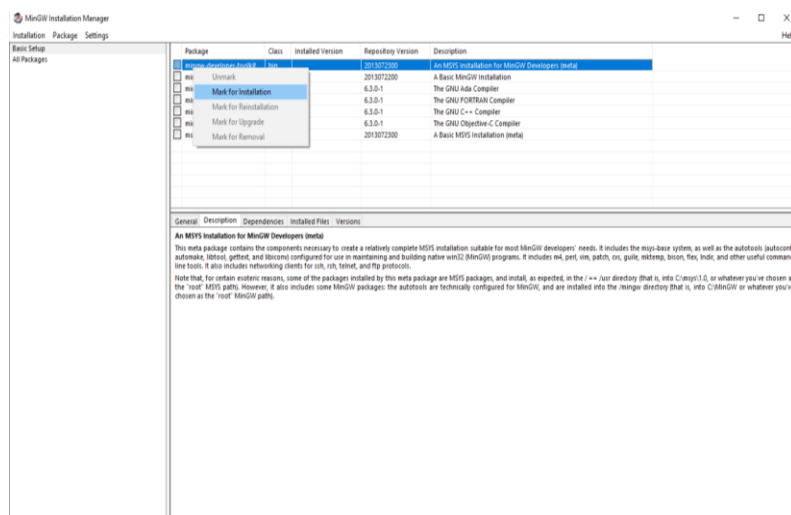 MinGW Installation Manager
Installation Package Settings Hel
Basic Setup
All Packages
Package Class Installed Version Repository Version Description
mingw-developer-toolkit bin 2013072300 An MSYS Installation for MinGW Developers (meta)
mi 2013072200 A Basic MinGW Installation
mi 6.3.0-1 The GNU Ada Compiler
mi 6.3.0-1 The GNU FORTRAN Compiler
mi 6.3.0-1 The GNU C++ Compiler
mi 6.3.0-1 The GNU Objective-C Compiler
ms 2013072300 A Basic MSYS Installation (meta)
Unmark
Mark for Installation
Mark for Reinstallation
Mark for Upgrade
Mark for Removal
General Description Dependencies Installed Files Versions
An MSYS Installation for MinGW Developers (meta)
This meta package contains the components necessary to create a relatively complete MSYS installation suitable for most MinGW developers' needs. It includes the msys-base system, as well as the autotools (autoconf
automake, libtool, gettext, and libiconv) configured for use in maintaining and building native win32 (MinGW) programs. It includes m4, perl, vim, patch, cvs, guile, mktemp, bison, flex, lndir, and other useful comman
line tools. It also includes networking clients for ssh, rsh, telnet, and ftp protocols.
Note that, for certain esoteric reasons, some of the packages installed by this meta package are MSYS packages, and install, as expected, in the / == /usr directory (that is, into C:\msys\1.0, or whatever you've chosen a
the 'root' MSYS path). However, it also includes some MinGW packages: the autotools are technically configured for MinGW, and are installed into the /mingw directory (that is, into C:\MinGW or whatever you'v
chosen as the 'root' MinGW path).